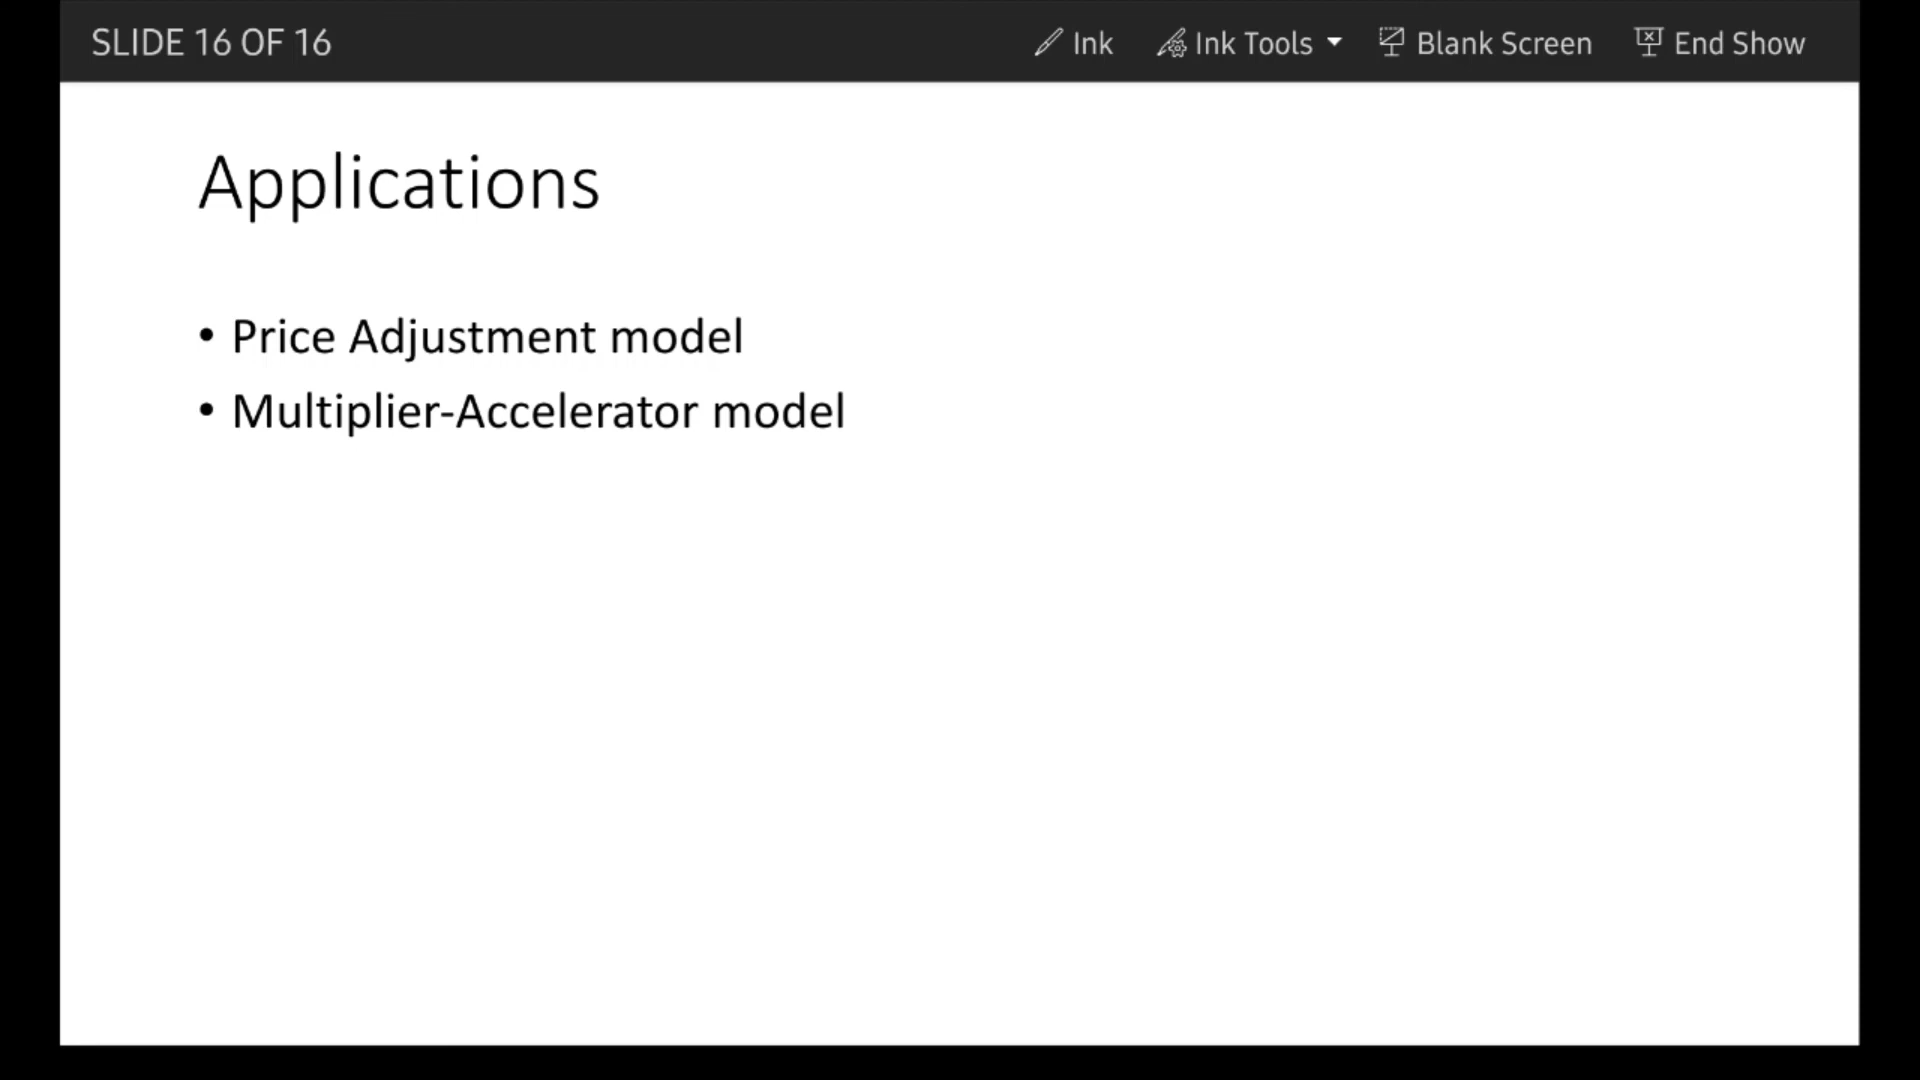 SLIDE 16 OF 16 Ink Ink Tools Blank Screen End Show
Applications
• Price Adjustment model
• Multiplier-Accelerator model